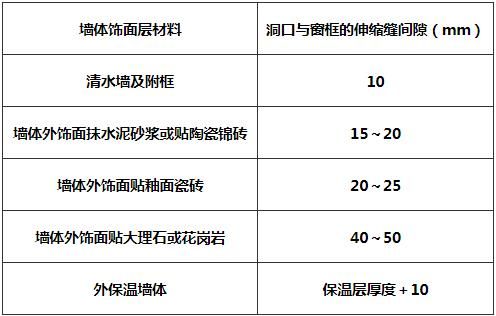 墙体饰面层材料 洞口与窗框的伸缩缝间隙（mm）
清水墙及附框 10
墙体外饰面抹水泥砂浆或贴陶瓷锦砖 15～20
墙体外饰面贴釉面瓷砖 20～25
墙体外饰面贴大理石或花岗岩 40～50
外保温墙体 保温层厚度＋10